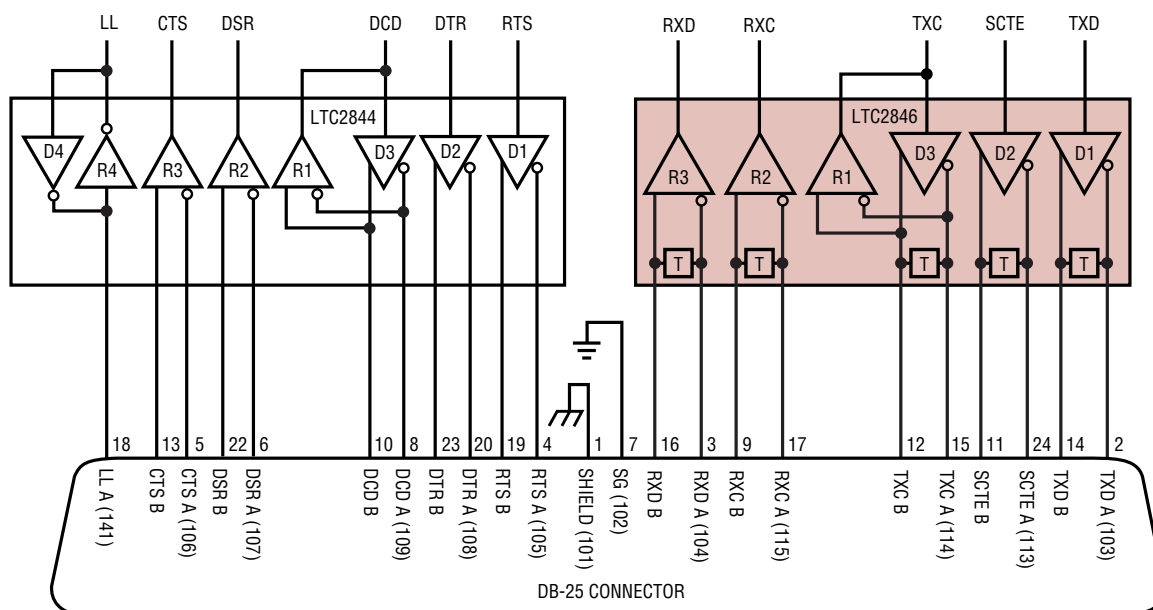 LL CTS DSR DCD DTR RTS RXD RXC TXC SCTE TXD
LTC2844 LTC2846
D4 R4 R3 R2 R1 D3 D2 D1 R3 R2 R1 D3 D2 D1
T T T T T
18 13 5 22 6 10 8 23 20 19 4 1 7 16 3 9 17 12 15 11 24 14 2
LL A (141)
CTS B
CTS A (106)
DSR B
DSR A (107)
DCD B
DCD A (109)
DTR B
DTR A (108)
RTS B
RTS A (105)
SHIELD (101)
SG (102)
RXD B
RXD A (104)
RXC B
RXC A (115)
TXC B
TXC A (114)
SCTE B
SCTE A (113)
TXD B
TXD A (103)
DB-25 CONNECTOR